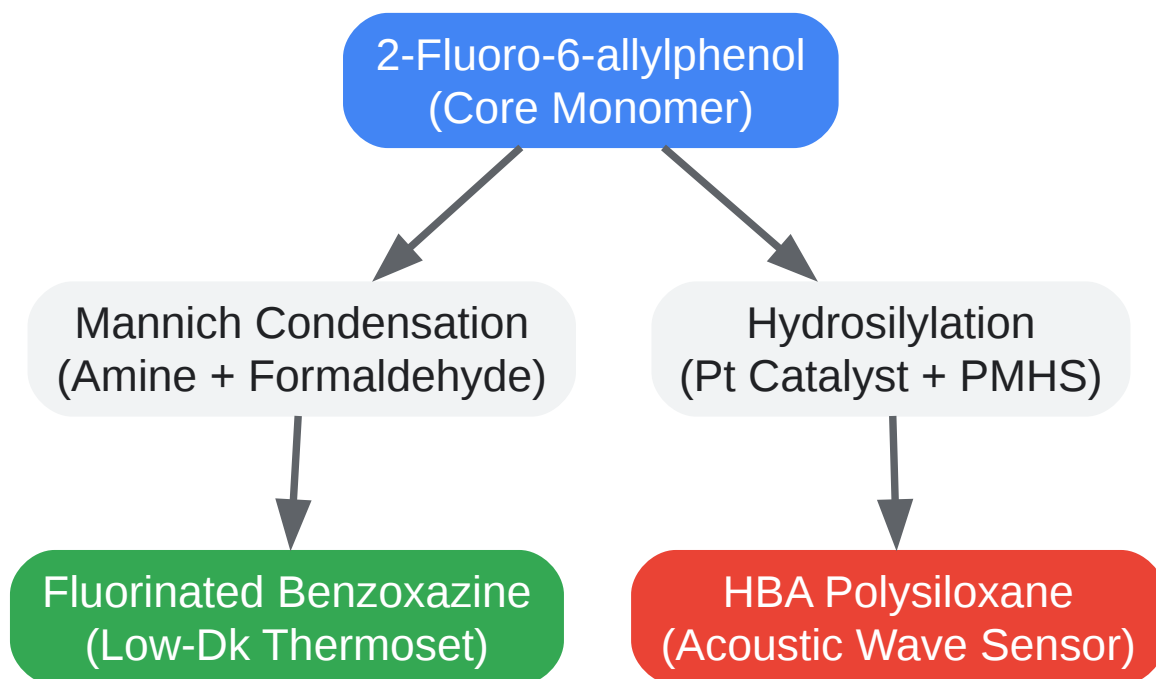 2-Fluoro-6-allylphenol
(Core Monomer)
Mannich Condensation
(Amine + Formaldehyde)
Hydrosilylation
(Pt Catalyst + PMHS)
Fluorinated Benzoxazine
(Low-Dk Thermoset)
HBA Polysiloxane
(Acoustic Wave Sensor)